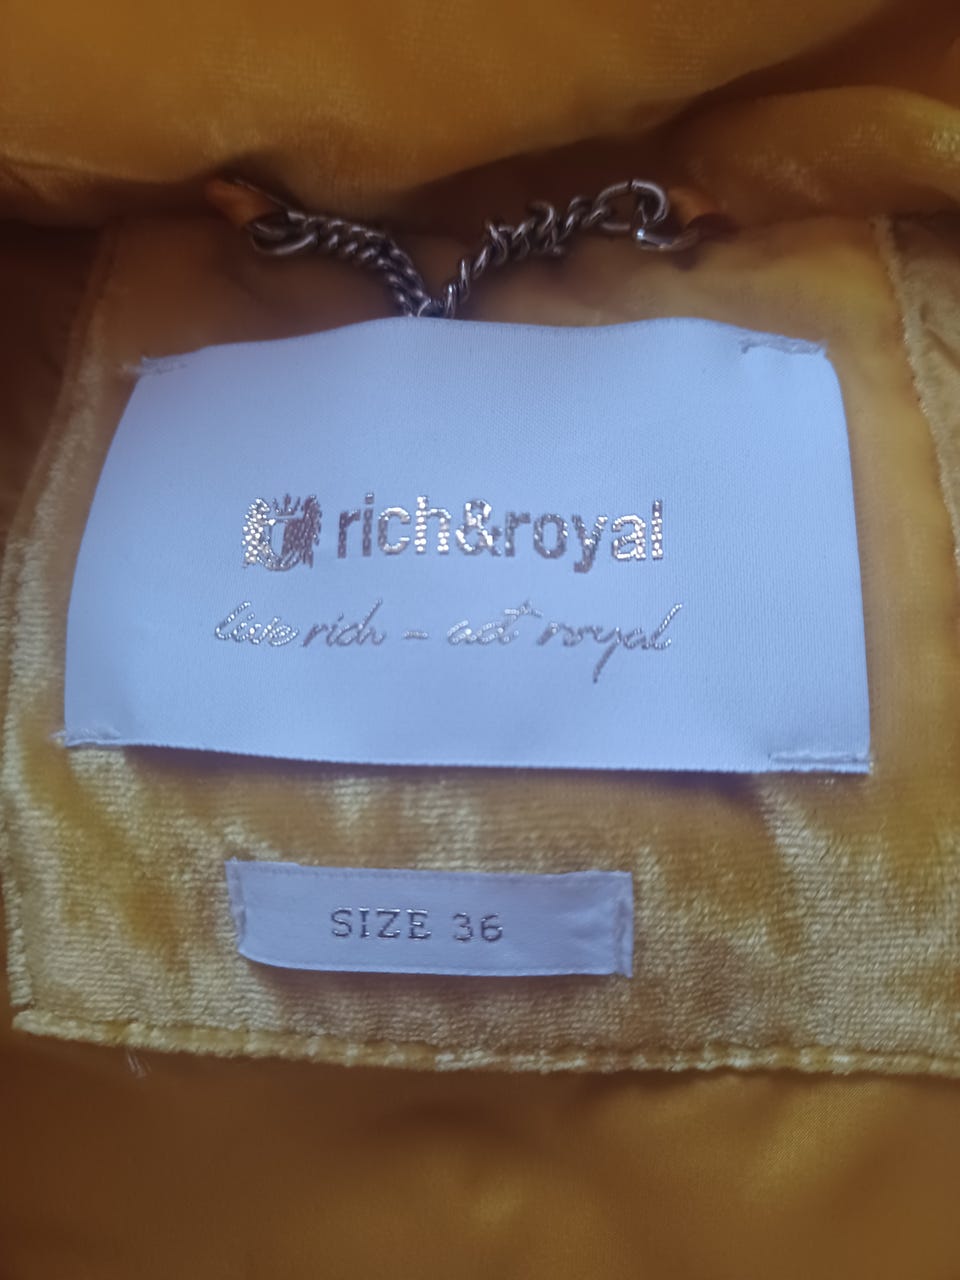 rich&royal
live rich - act royal
SIZE 36